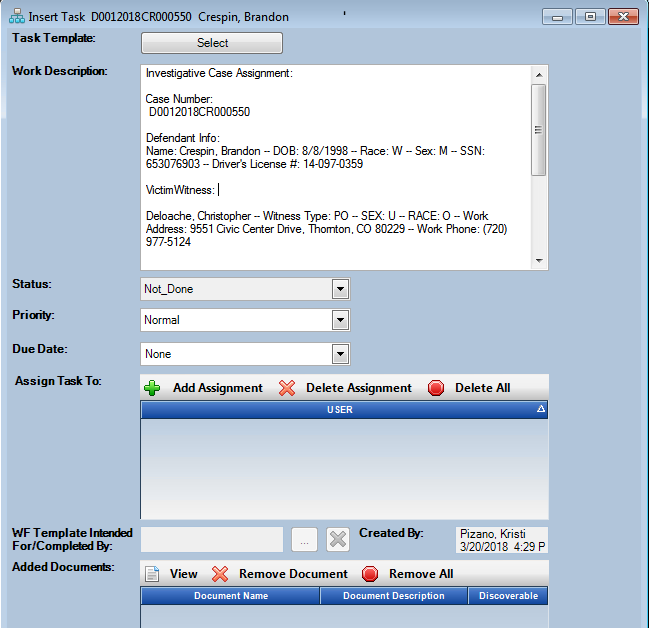 Insert Task D0012018CR000550 Crespin, Brandon '
Task Template:
Select
Work Description:
Investigative Case Assignment:
Case Number:
D0012018CR000550
Defendant Info:
Name: Crespin, Brandon -- DOB: 8/8/1998 -- Race: W -- Sex: M -- SSN:
653076903 -- Driver's License #: 14-097-0359
VictimWitness:
Deloache, Christopher -- Witness Type: PO -- SEX: U -- RACE: O -- Work
Address: 9551 Civic Center Drive, Thornton, CO 80229 -- Work Phone: (720)
977-5124
Status:
Not_Done
Priority:
Normal
Due Date:
None
Assign Task To:
Add Assignment Delete Assignment Delete All
USER
WF Template Intended
For/Completed By:
...
Created By:
Pizano, Kristi
3/20/2018 4:29 P
Added Documents:
View Remove Document Remove All
Document Name Document Description Discoverable